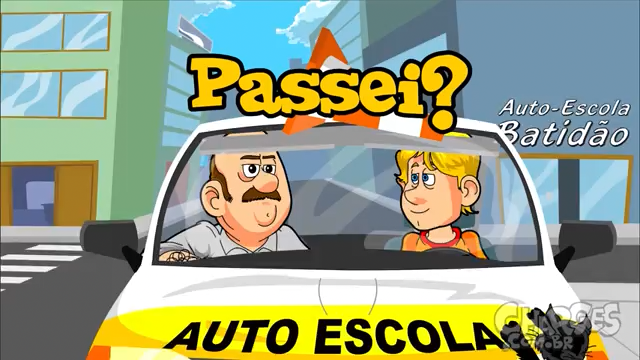 Passei?
Auto-Escola
Batidão
AUTO ESCOLA
CHARGES
.COM.BR